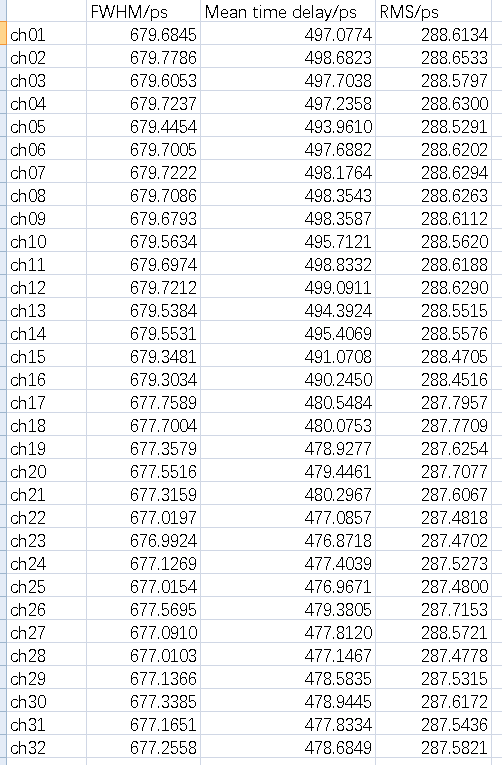 FWHM/ps Mean time delay/ps RMS/ps
ch01 679.6845 497.0774 288.6134
ch02 679.7786 498.6823 288.6533
ch03 679.6053 497.7038 288.5797
ch04 679.7237 497.2358 288.6300
ch05 679.4454 493.9610 288.5291
ch06 679.7005 497.6882 288.6202
ch07 679.7222 498.1764 288.6294
ch08 679.7086 498.3543 288.6263
ch09 679.6793 498.3587 288.6112
ch10 679.5634 495.7121 288.5620
ch11 679.6974 498.8332 288.6188
ch12 679.7212 499.0911 288.6290
ch13 679.5384 494.3924 288.5515
ch14 679.5531 495.4069 288.5576
ch15 679.3481 491.0708 288.4705
ch16 679.3034 490.2450 288.4516
ch17 677.7589 480.5484 287.7957
ch18 677.7004 480.0753 287.7709
ch19 677.3579 478.9277 287.6254
ch20 677.5516 479.4461 287.7077
ch21 677.3159 480.2967 287.6067
ch22 677.0197 477.0857 287.4818
ch23 676.9924 476.8718 287.4702
ch24 677.1269 477.4039 287.5273
ch25 677.0154 476.9671 287.4800
ch26 677.5695 479.3805 287.7153
ch27 677.0910 477.8120 288.5721
ch28 677.0103 477.1467 287.4778
ch29 677.1366 478.5835 287.5315
ch30 677.3385 478.9445 287.6172
ch31 677.1651 477.8334 287.5436
ch32 677.2558 478.6849 287.5821